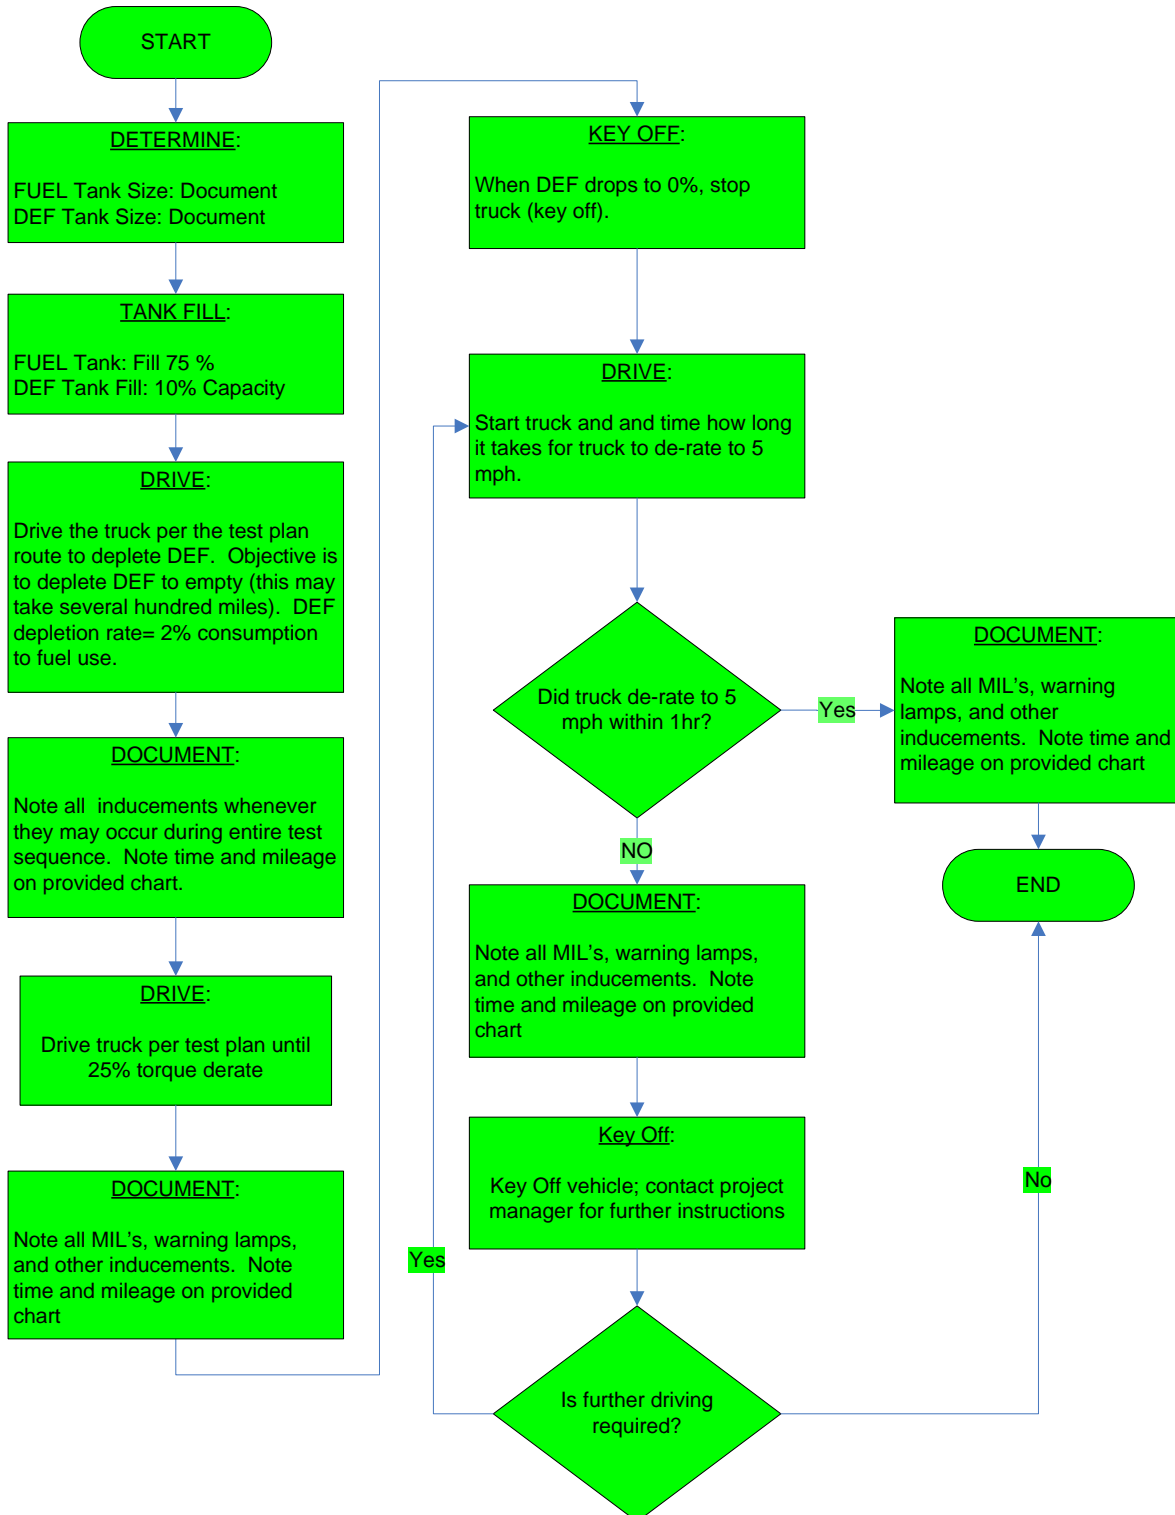 START
DETERMINE:
FUEL Tank Size: Document
DEF Tank Size: Document
TANK FILL:
FUEL Tank: Fill 75 %
DEF Tank Fill: 10% Capacity
DRIVE:
Drive the truck per the test plan
route to deplete DEF.  Objective is
to deplete DEF to empty (this may
take several hundred miles).  DEF
depletion rate= 2% consumption
to fuel use.
DOCUMENT:
Note all  inducements whenever
they may occur during entire test
sequence.  Note time and mileage
on provided chart.
DRIVE:
Drive truck per test plan until
25% torque derate
DOCUMENT:
Note all MIL's, warning lamps,
and other inducements.  Note
time and mileage on provided
chart
KEY OFF:
When DEF drops to 0%, stop
truck (key off).
DRIVE:
Start truck and and time how long
it takes for truck to de-rate to 5
mph.
Did truck de-rate to 5
mph within 1hr?
Yes
DOCUMENT:
Note all MIL's, warning
lamps, and other
inducements.  Note time and
mileage on provided chart
END
NO
DOCUMENT:
Note all MIL's, warning lamps,
and other inducements.  Note
time and mileage on provided
chart
Key Off:
Key Off vehicle; contact project
manager for further instructions
Is further driving
required?
Yes
No